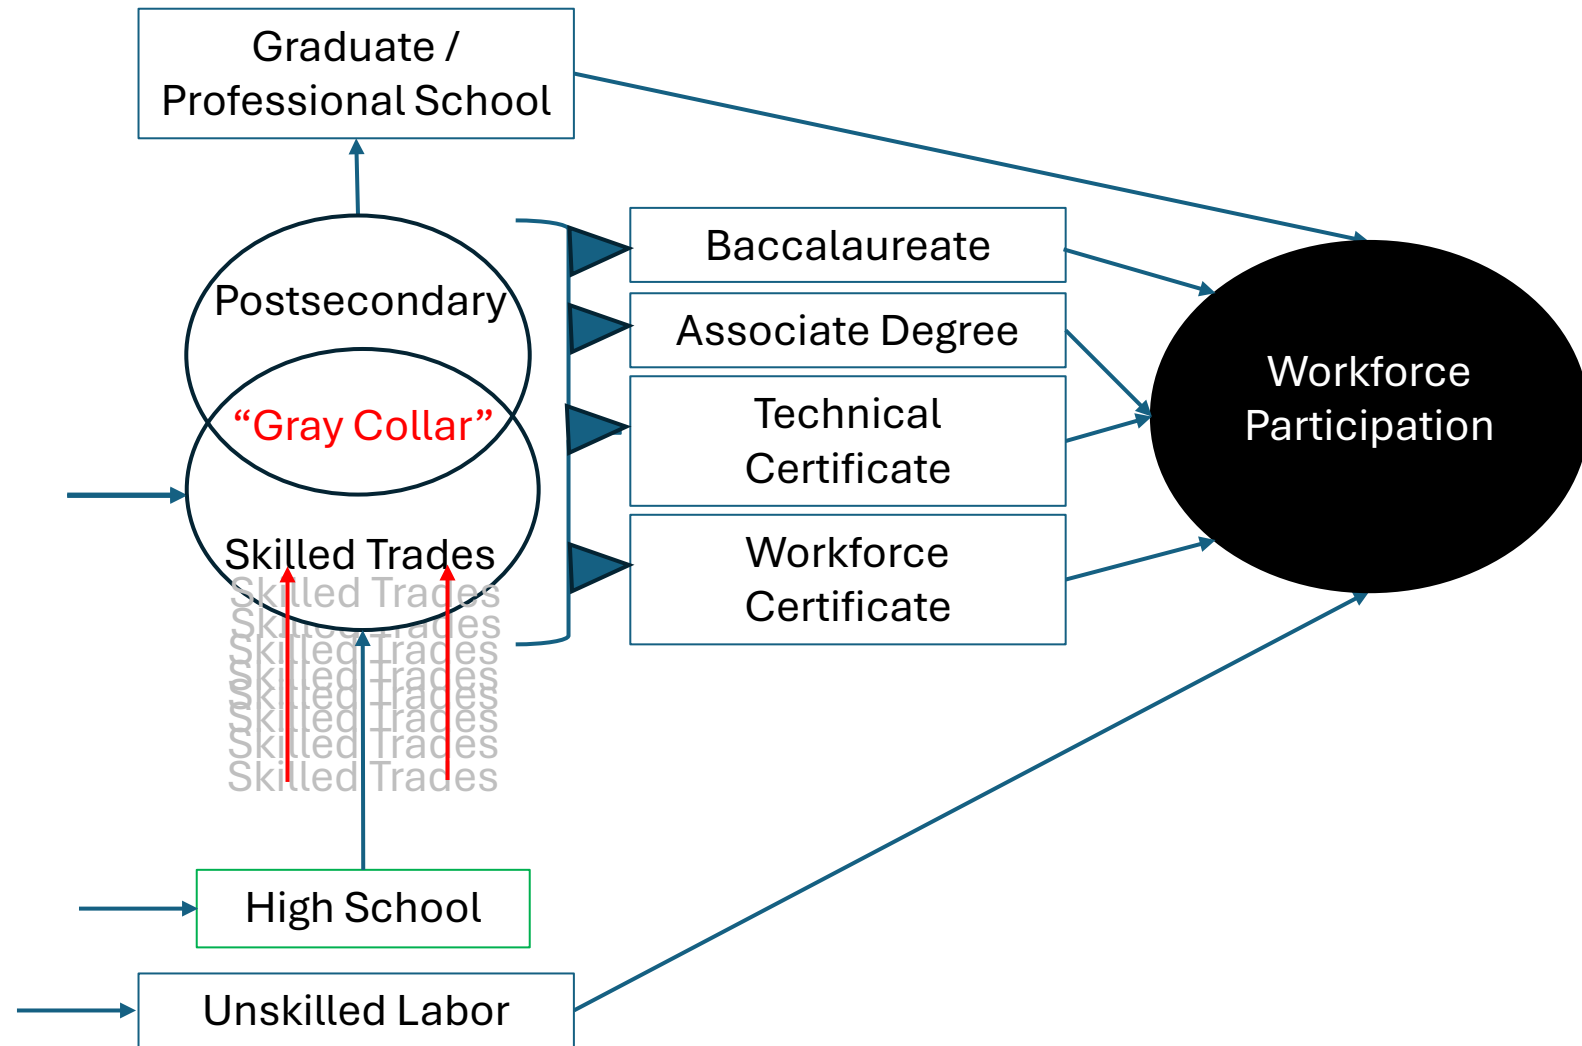 Graduate /
Professional School
Postsecondary
“Gray Collar”
Skilled Trades
Skilled Trades
Skilled Trades
Skilled Trades
Skilled Trades
Skilled Trades
Skilled Trades
Skilled Trades
Skilled Trades
High School
Unskilled Labor
Baccalaureate
Associate Degree
Technical
Certificate
Workforce
Certificate
Workforce
Participation